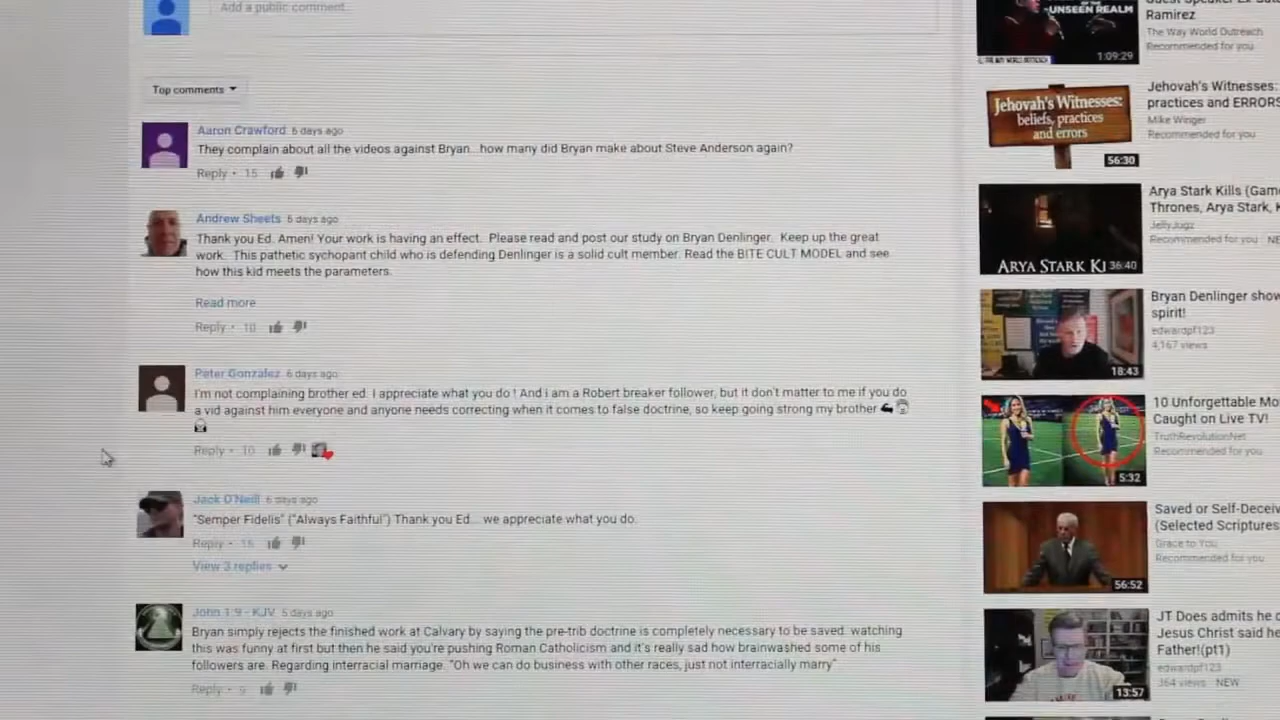 Add a public comment...
Top comments
Aaron Crawford 6 days ago
They complain about all the videos against Bryan...how many did Bryan make about Steve Anderson again?
Reply • 15
Andrew Sheets 6 days ago
Thank you Ed. Amen! Your work is having an effect. Please read and post our study on Bryan Denlinger. Keep up the great
work. This pathetic sychopant child who is defending Denlinger is a solid cult member. Read the BITE CULT MODEL and see
how this kid meets the parameters.
Read more
Reply • 10
Peter Gonzalez 6 days ago
I'm not complaining brother ed. I appreciate what you do ! And i am a Robert breaker follower, but it don't matter to me if you do
a vid against him everyone and anyone needs correcting when it comes to false doctrine, so keep going strong my brother
Reply • 10
Jack O'Neill 6 days ago
"Semper Fidelis" ("Always Faithful") Thank you Ed... we appreciate what you do.
Reply • 16
View 3 replies
John 1:9 - KJV 5 days ago
Bryan simply rejects the finished work at Calvary by saying the pre-trib doctrine is completely necessary to be saved. watching
this was funny at first but then he said you're pushing Roman Catholicism and it's really sad how brainwashed some of his
followers are. Regarding interracial marriage. "Oh we can do business with other races, just not interracially marry"
Reply • 9
UNSEEN REALM
1:09:29
Ramirez
The Way World Outreach
Recommended for you
Jehovah's Witnesses:
beliefs, practices
and errors
56:30
Jehovah's Witnesses:
practices and ERRORS
Mike Winger
Recommended for you
ARYA STARK KI
36:40
Arya Stark Kills (Gam
Thrones, Arya Stark, K
JellyJugz
Recommended for you NE
18:43
Bryan Denlinger show
spirit!
edwardpf123
4,167 views
5:32
10 Unforgettable Mo
Caught on Live TV!
TruthRevolutionNet
Recommended for you
56:52
Saved or Self-Deceiv
(Selected Scriptures
Grace to You
Recommended for you
13:57
JT Does admits he d
Jesus Christ said he
Father!(pt1)
edwardpf123
364 views NEW